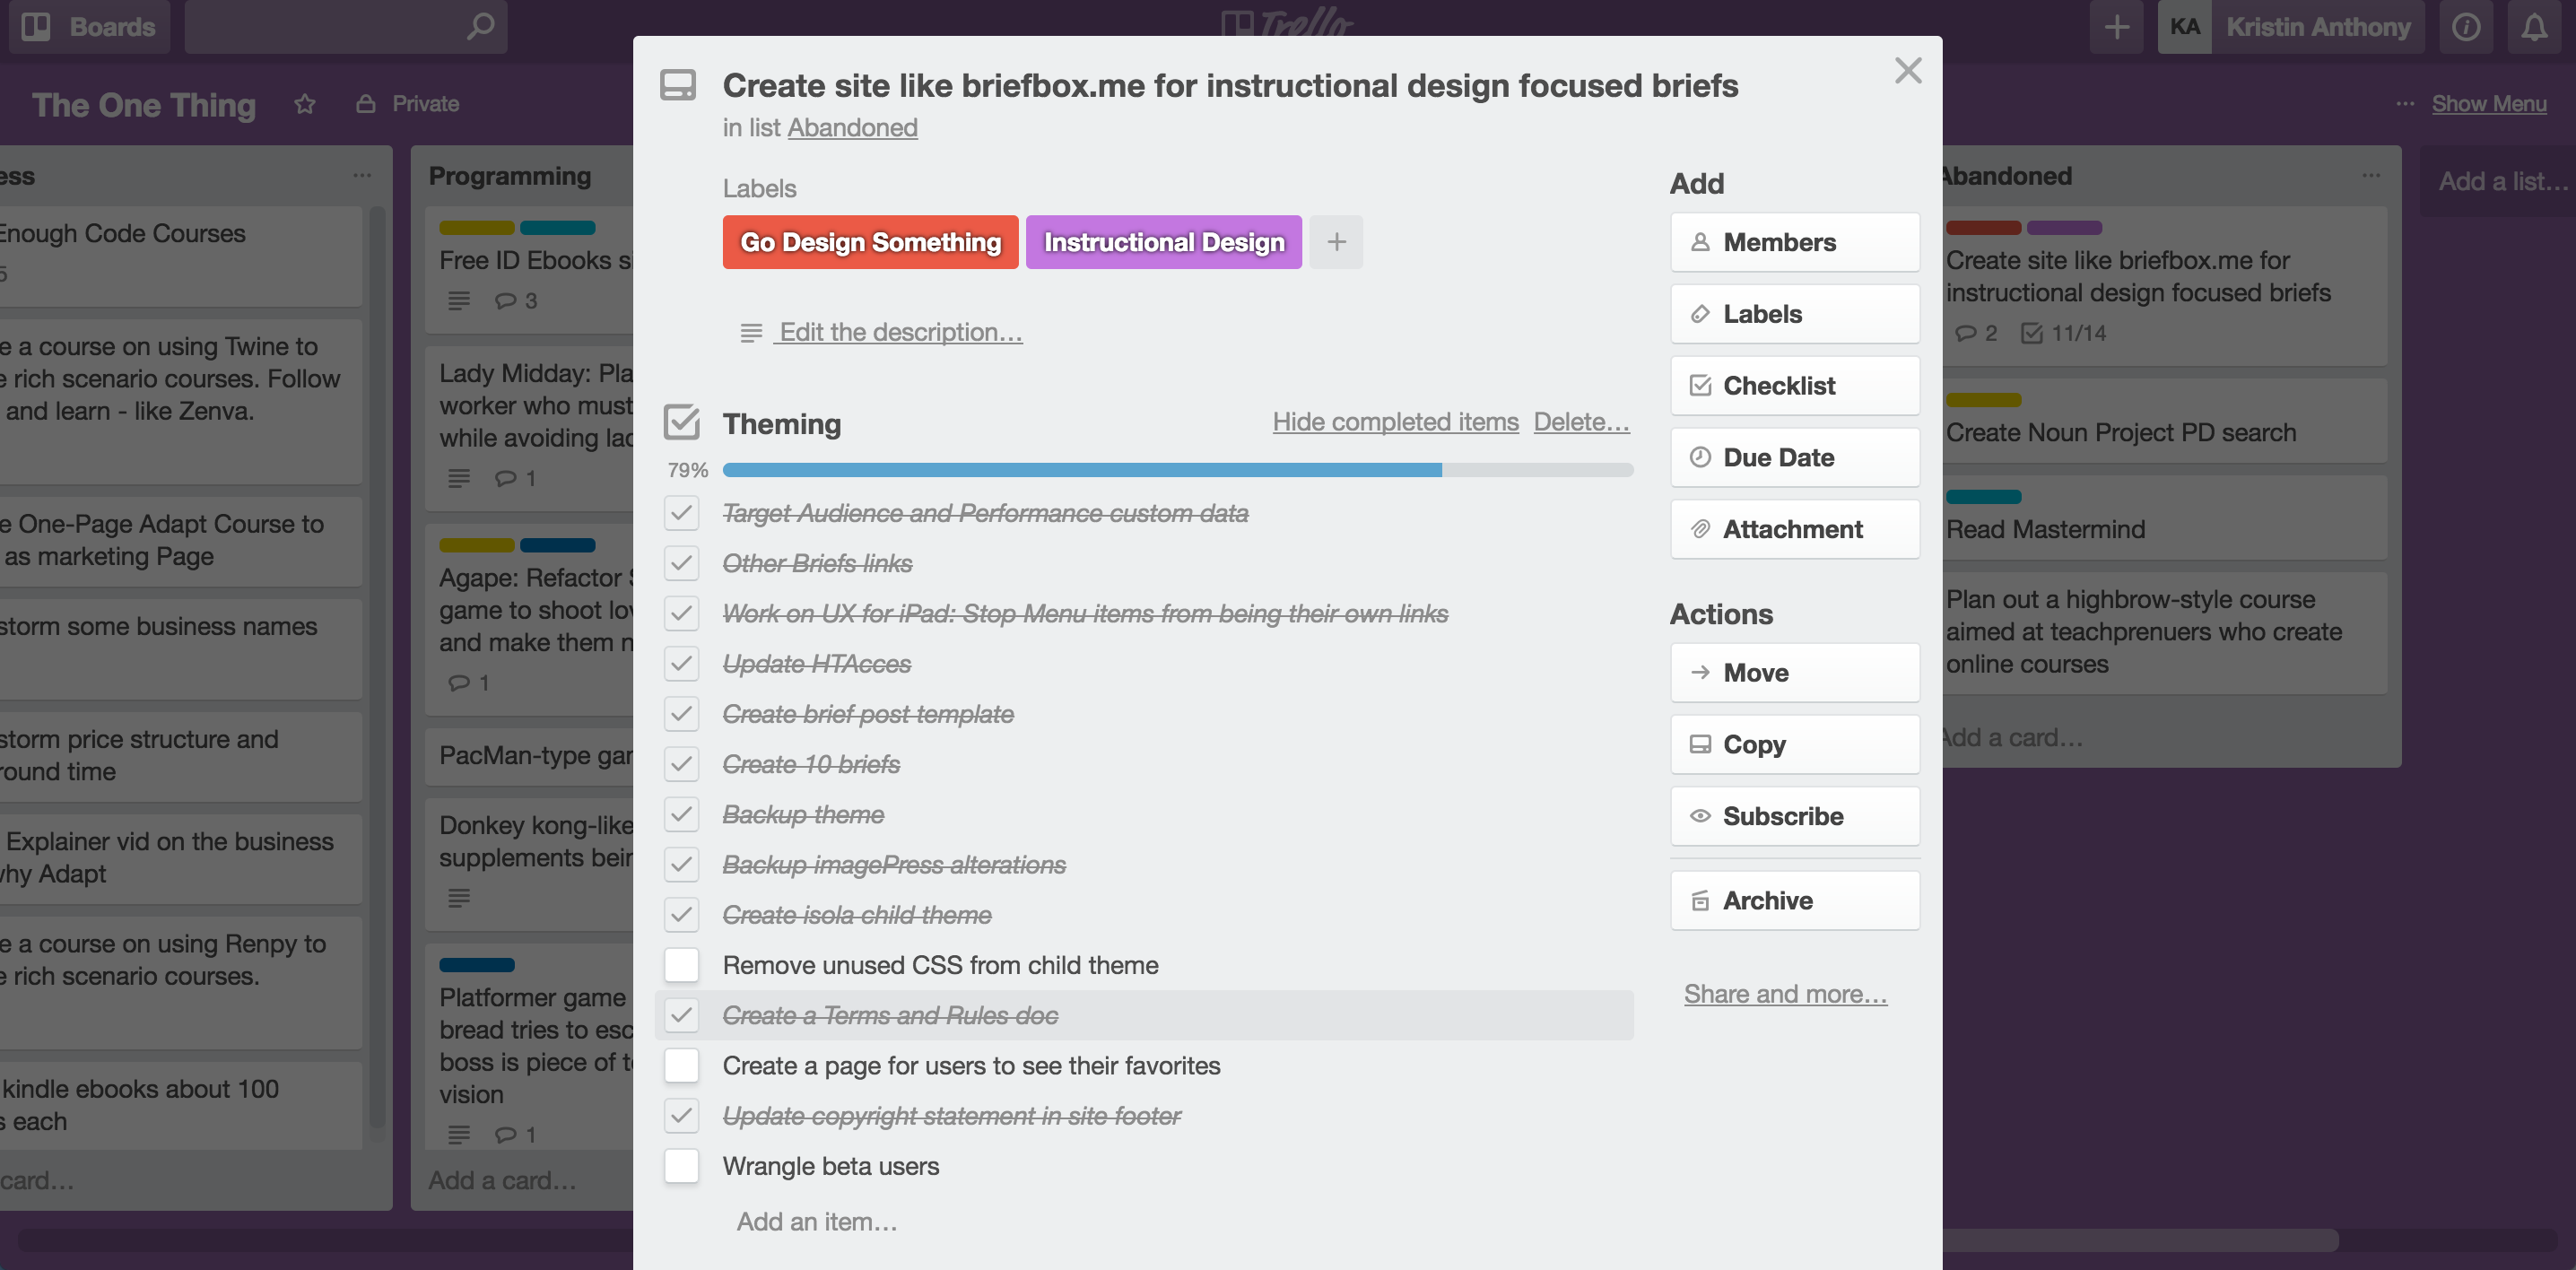 Boards
Trello
KA
Kristin Anthony
The One Thing
Private
Show Menu
ess
Enough Code Courses
5
e a course on using Twine to
e rich scenario courses. Follow
and learn - like Zenva.
e One-Page Adapt Course to
as marketing Page
storm some business names
storm price structure and
round time
Explainer vid on the business
why Adapt
e a course on using Renpy to
e rich scenario courses.
kindle ebooks about 100
s each
card…
Programming
Free ID Ebooks si
3
Lady Midday: Pla
worker who must
while avoiding lac
1
Agape: Refactor S
game to shoot lov
and make them n
1
PacMan-type gar
Donkey kong-like
supplements bein
Platformer game
bread tries to esc
boss is piece of t
vision
1
Add a card…
Create site like briefbox.me for instructional design focused briefs
in list Abandoned
Labels
Go Design Something
Instructional Design
+
Edit the description…
Theming
Hide completed items
Delete…
79%
Target Audience and Performance custom data
Other Briefs links
Work on UX for iPad: Stop Menu items from being their own links
Update HTAcces
Create brief post template
Create 10 briefs
Backup theme
Backup imagePress alterations
Create isola child theme
Remove unused CSS from child theme
Create a Terms and Rules doc
Create a page for users to see their favorites
Update copyright statement in site footer
Wrangle beta users
Add an item…
Add
Members
Labels
Checklist
Due Date
Attachment
Actions
Move
Copy
Subscribe
Archive
Share and more…
Abandoned
Create site like briefbox.me for
instructional design focused briefs
2
11/14
Create Noun Project PD search
Read Mastermind
Plan out a highbrow-style course
aimed at teachprenuers who create
online courses
Add a card…
Add a list…